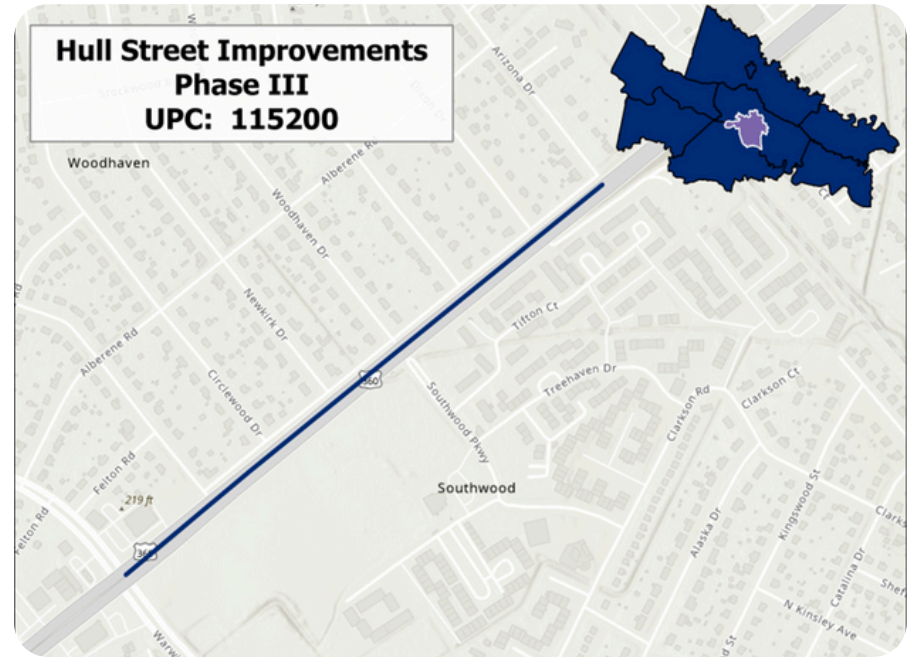 Hull Street Improvements
Phase III
UPC: 115200
Arizona Dr
Woodhaven
Alberene Rd
Woodhaven Dr
Ct
Newkirk Dr
Tifton Ct
Alberene Rd
360
Treehaven Dr
Circlewood Dr
Southwood Pkwy
Clarkson Rd
Clarkson Ct
Felton Rd
Southwood
219 ft
Kingswood St
Felton Rd
Alaska Dr
360
Catalina Dr
N Kinsley Ave